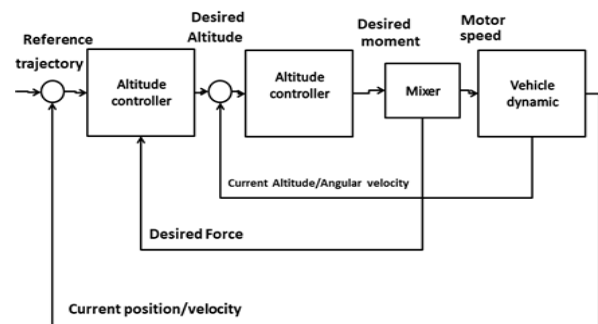 Reference
trajectory
Desired
Altitude
Desired
moment
Motor
speed
Altitude
controller
Altitude
controller
Mixer
Vehicle
dynamic
Current Altitude/Angular velocity
Desired Force
Current position/velocity